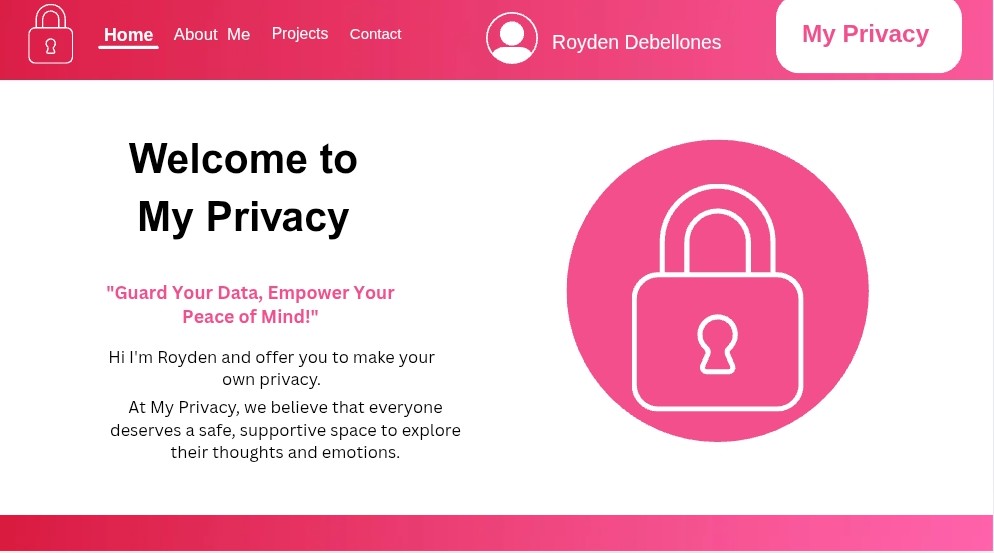 Home About Me Projects Contact Royden Debellones My Privacy
Welcome to
My Privacy
"Guard Your Data, Empower Your
Peace of Mind!"
Hi I'm Royden and offer you to make your
own privacy.
At My Privacy, we believe that everyone
deserves a safe, supportive space to explore
their thoughts and emotions.